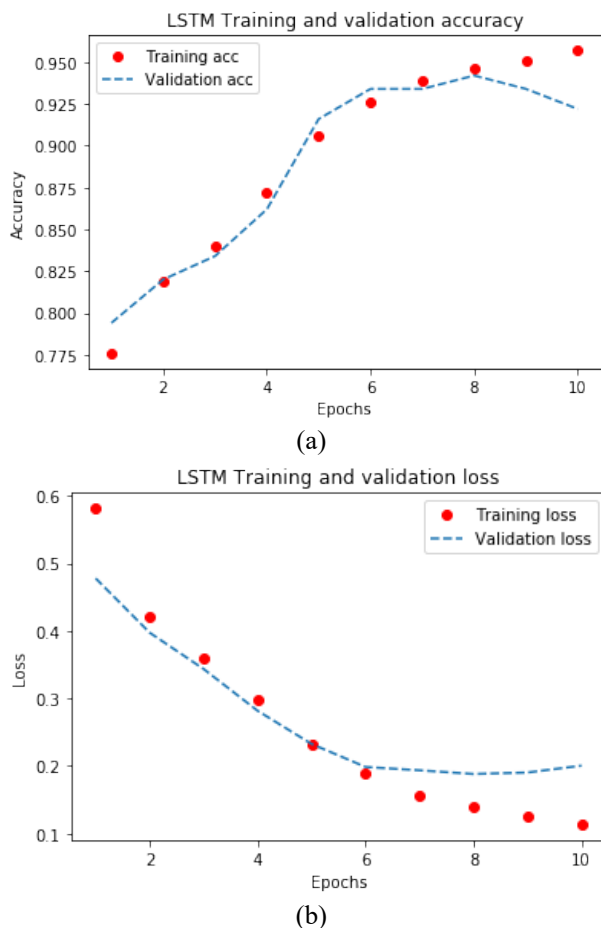 LSTM Training and validation accuracy
Training acc
Validation acc
0.950
0.925
0.900
0.875
0.850
0.825
0.800
0.775
Accuracy
2 4 6 8 10
Epochs
(a)
LSTM Training and validation loss
Training loss
Validation loss
0.6
0.5
0.4
0.3
0.2
0.1
Loss
2 4 6 8 10
Epochs
(b)